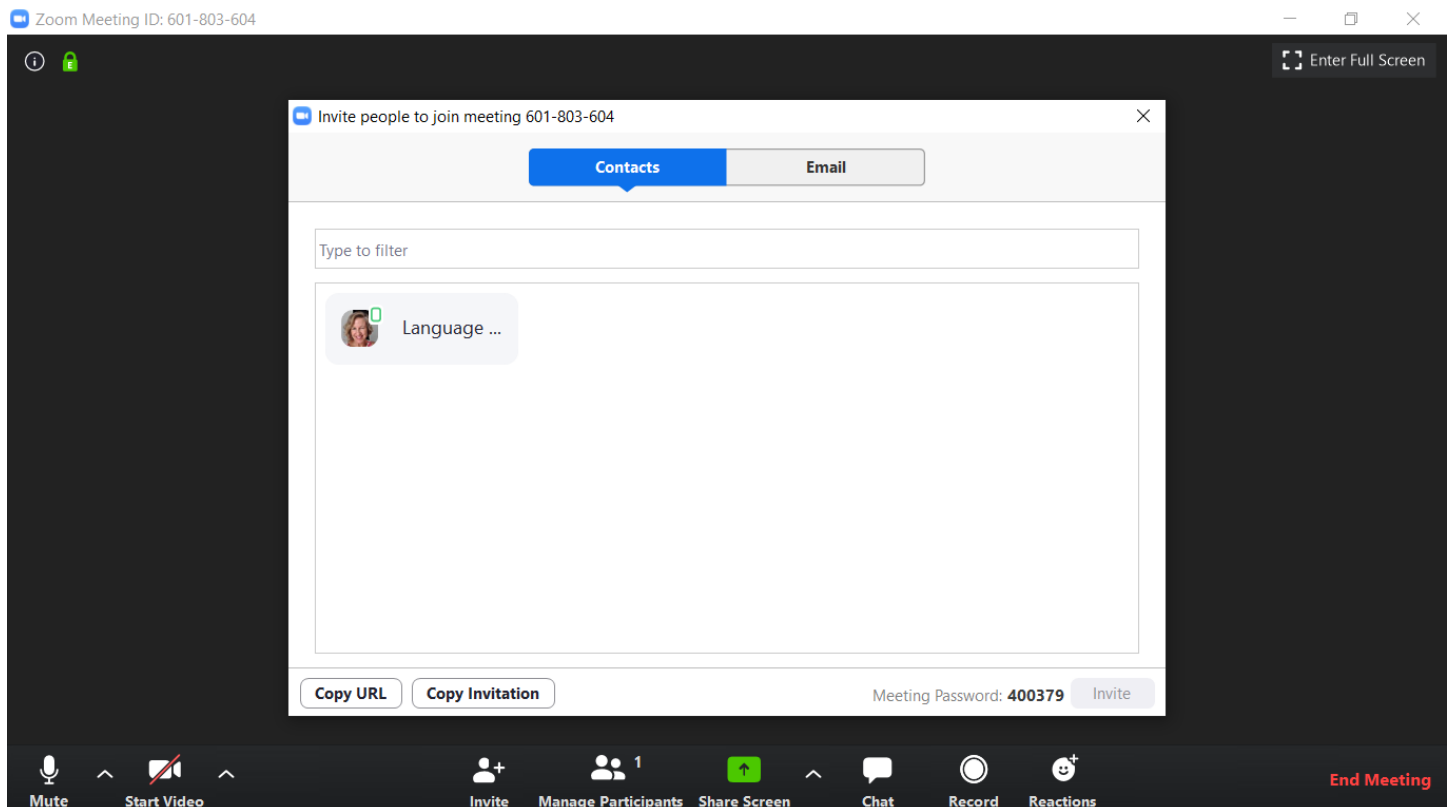 Zoom Meeting ID: 601-803-604
E
Enter Full Screen
Invite people to join meeting 601-803-604
Contacts Email
Type to filter
Language ...
Copy URL Copy Invitation Meeting Password: 400379 Invite
1
Mute Start Video Invite Manage Participants Share Screen Chat Record Reactions End Meeting